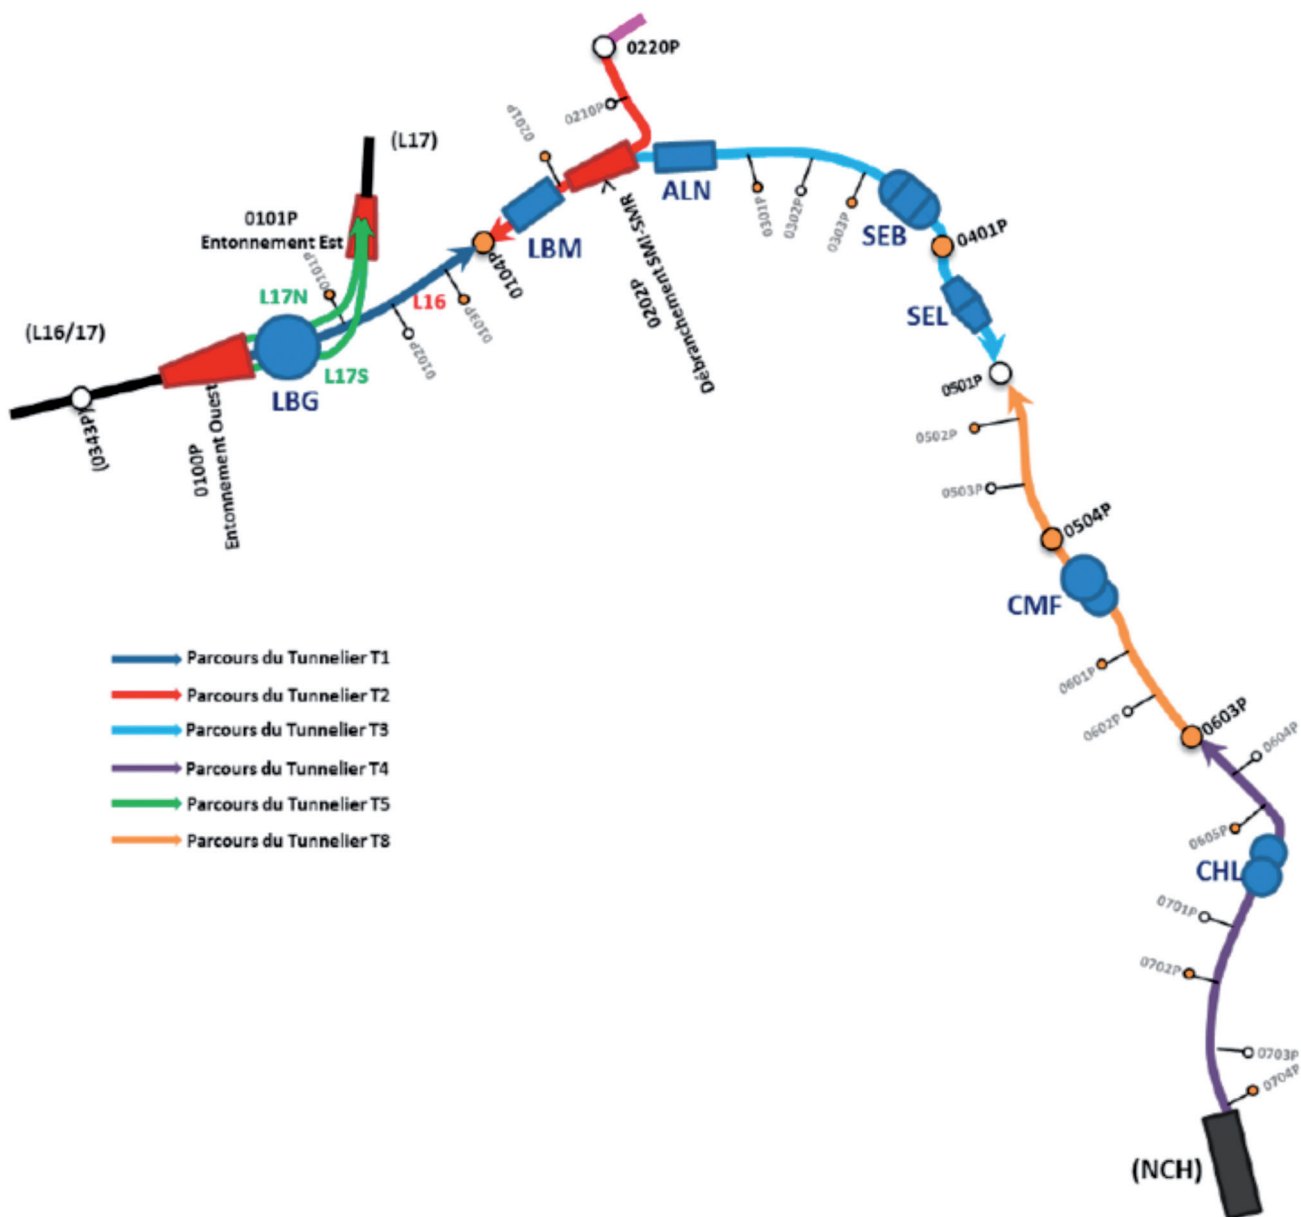 0220P
0210P
0201P
(L17)
ALN
0101P
Entonnement Est
0301P
0302P
0303P
SEB
0401P
LBM
0101P
L17N
0104P
L16
0103P
0102P
Débranchement SMI-SMR
0202P
SEL
(L16/17)
L17S
LBG
(0343P)
0100P
Entonnement Ouest
0501P
0502P
0503P
0504P
CMF
0601P
0602P
0603P
0604P
0605P
Parcours du Tunnelier T1
Parcours du Tunnelier T2
Parcours du Tunnelier T3
Parcours du Tunnelier T4
Parcours du Tunnelier T5
Parcours du Tunnelier T8
CHL
0701P
0702P
0703P
0704P
(NCH)